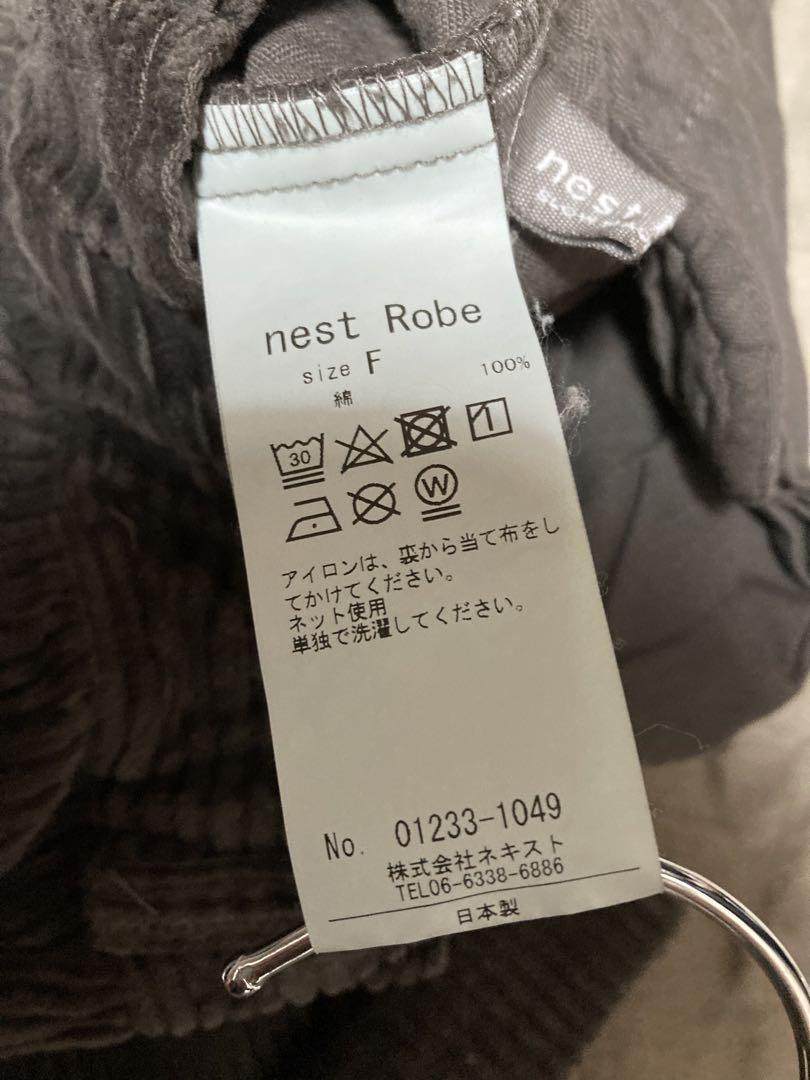 nest
nest Robe
size F
綿 100%
30
1
W
アイロンは、裏から当て布をし
てかけてください。
ネット使用
単独で洗濯してください。
No. 01233-1049
株式会社ネキスト
TEL06-6338-6886
日本製